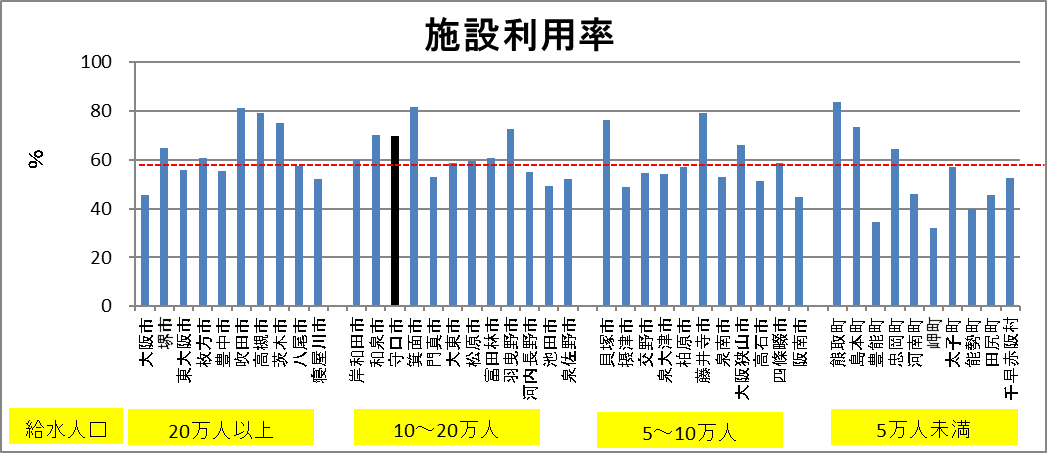 施設利用率
%
100
80
60
40
20
0
大阪市
堺市
東大阪市
枚方市
豊中市
吹田市
高槻市
茨木市
八尾市
寝屋川市
岸和田市
和泉市
守口市
箕面市
門真市
大東市
松原市
富田林市
羽曳野市
河内長野市
池田市
泉佐野市
貝塚市
摂津市
交野市
泉大津市
柏原市
藤井寺市
泉南市
大阪狭山市
高石市
四條畷市
阪南市
熊取町
島本町
豊能町
忠岡町
河南町
岬町
太子町
能勢町
田尻町
千早赤阪村
給水人口
20万人以上
10～20万人
5～10万人
5万人未満